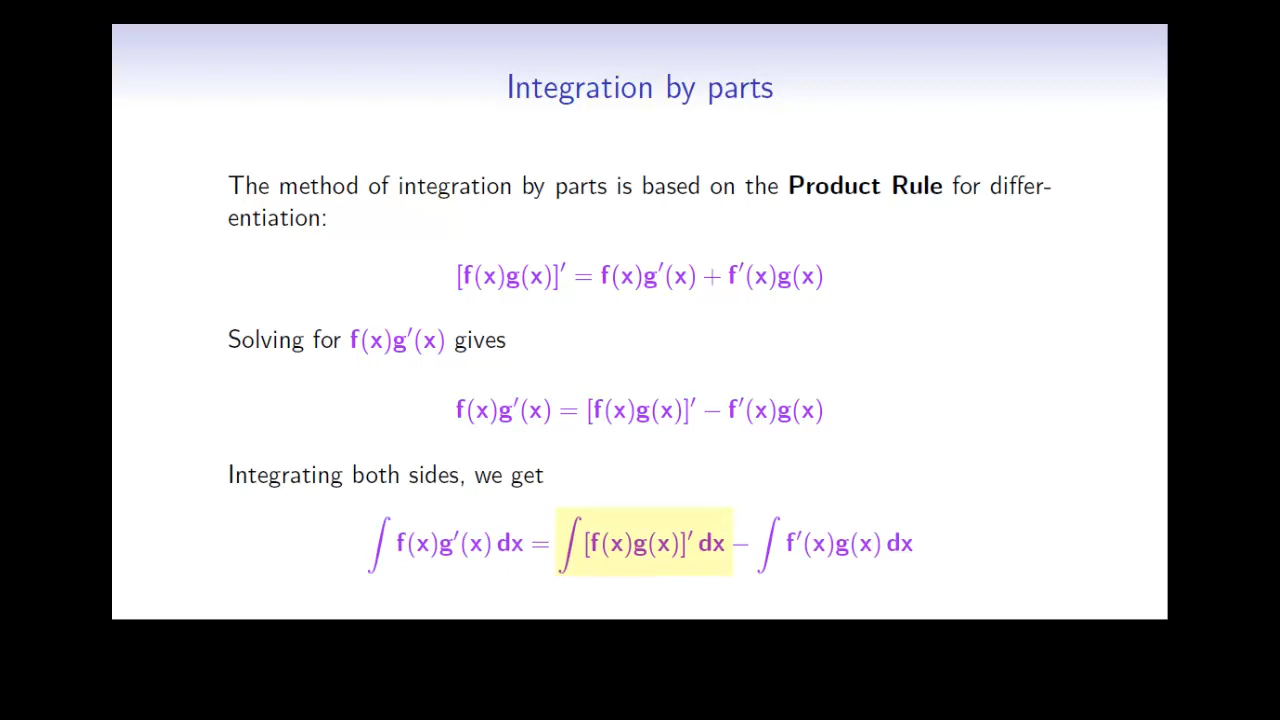 Integration by parts
The method of integration by parts is based on the Product Rule for differ-
entiation:
[f(x)g(x)]′ = f(x)g′(x) + f′(x)g(x)
Solving for f(x)g′(x) gives
f(x)g′(x) = [f(x)g(x)]′ − f′(x)g(x)
Integrating both sides, we get
∫ f(x)g′(x) dx = ∫ [f(x)g(x)]′ dx − ∫ f′(x)g(x) dx